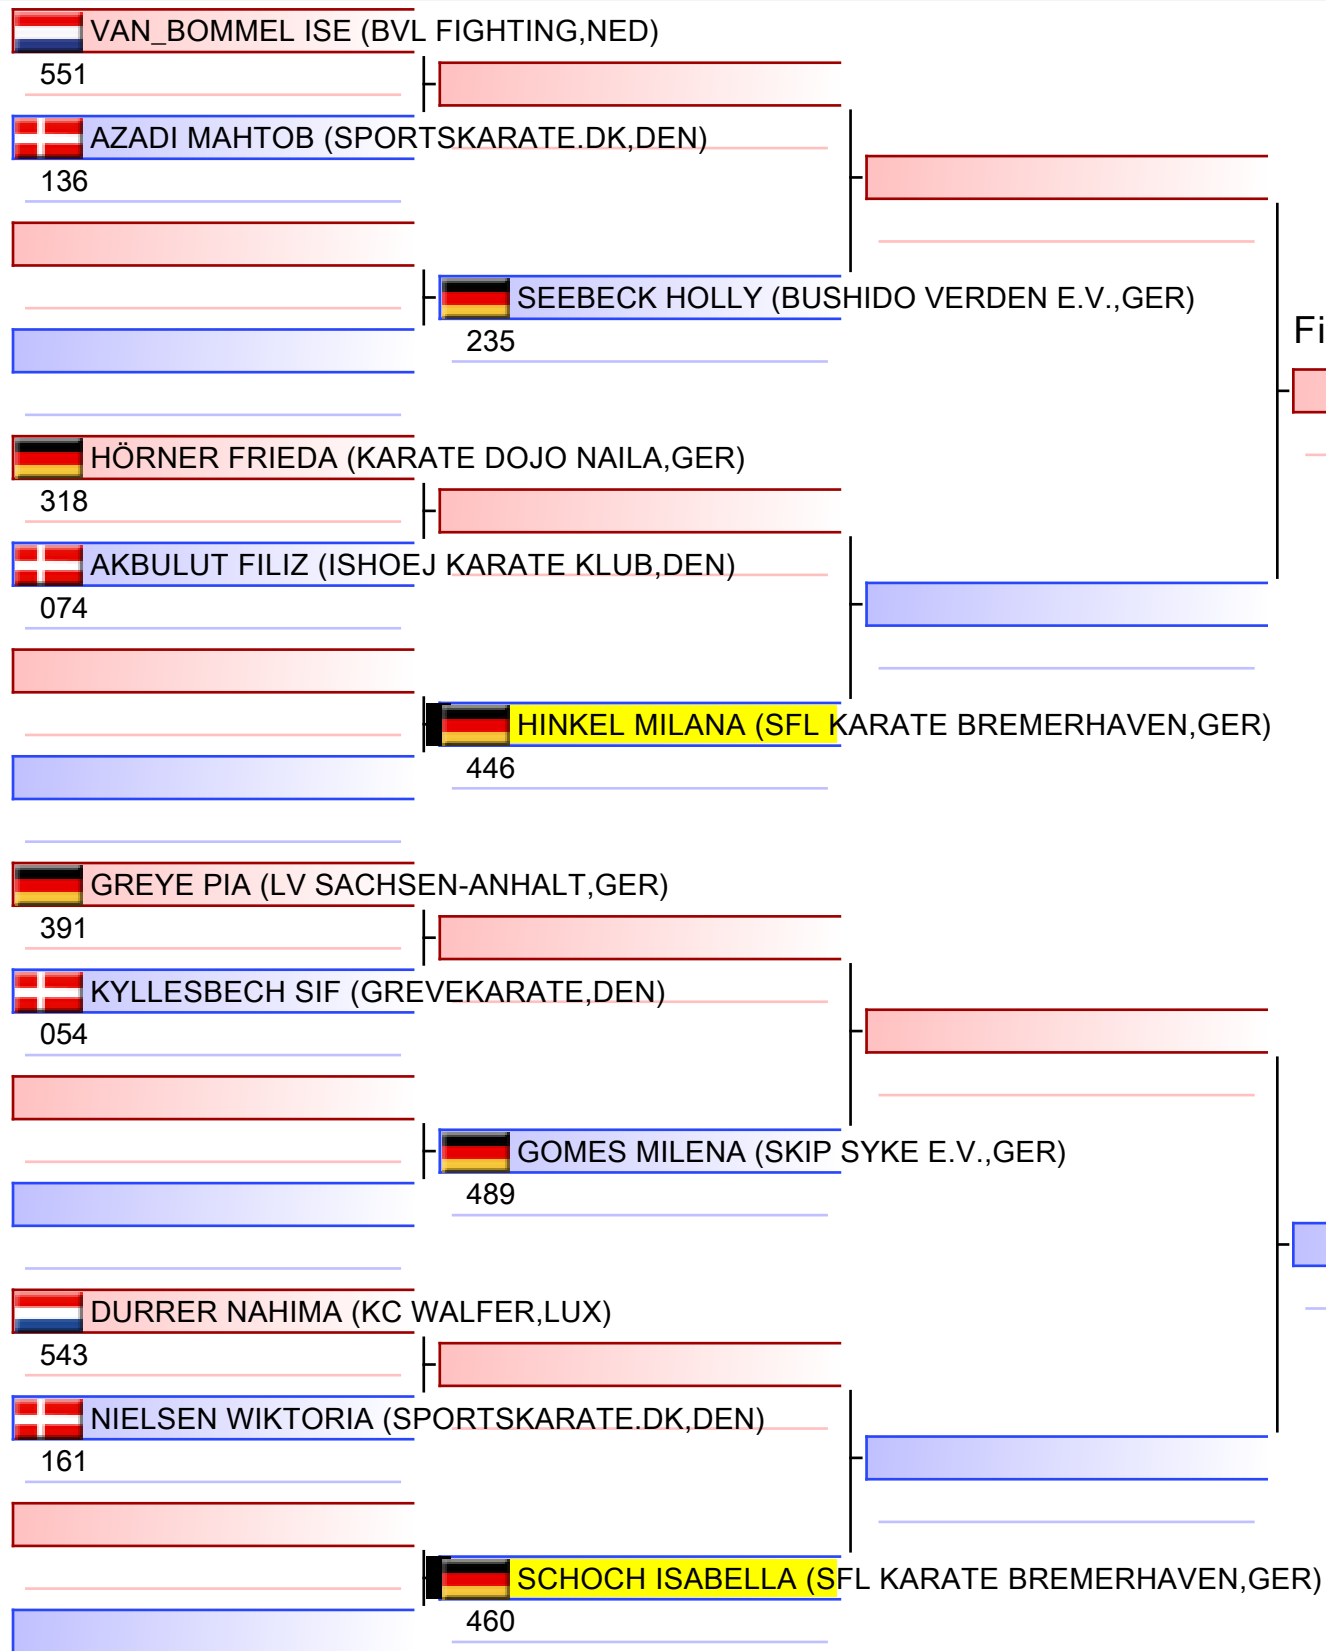 VAN_BOMMEL ISE (BVL FIGHTING,NED)
551
AZADI MAHTOB (SPORTSKARATE.DK,DEN)
136
SEEBECK HOLLY (BUSHIDO VERDEN E.V.,GER)
235
Fi
HÖRNER FRIEDA (KARATE DOJO NAILA,GER)
318
AKBULUT FILIZ (ISHOEJ KARATE KLUB,DEN)
074
HINKEL MILANA (SFL KARATE BREMERHAVEN,GER)
446
GREYE PIA (LV SACHSEN-ANHALT,GER)
391
KYLLESBECH SIF (GREVEKARATE,DEN)
054
GOMES MILENA (SKIP SYKE E.V.,GER)
489
DURRER NAHIMA (KC WALFER,LUX)
543
NIELSEN WIKTORIA (SPORTSKARATE.DK,DEN)
161
SCHOCH ISABELLA (SFL KARATE BREMERHAVEN,GER)
460